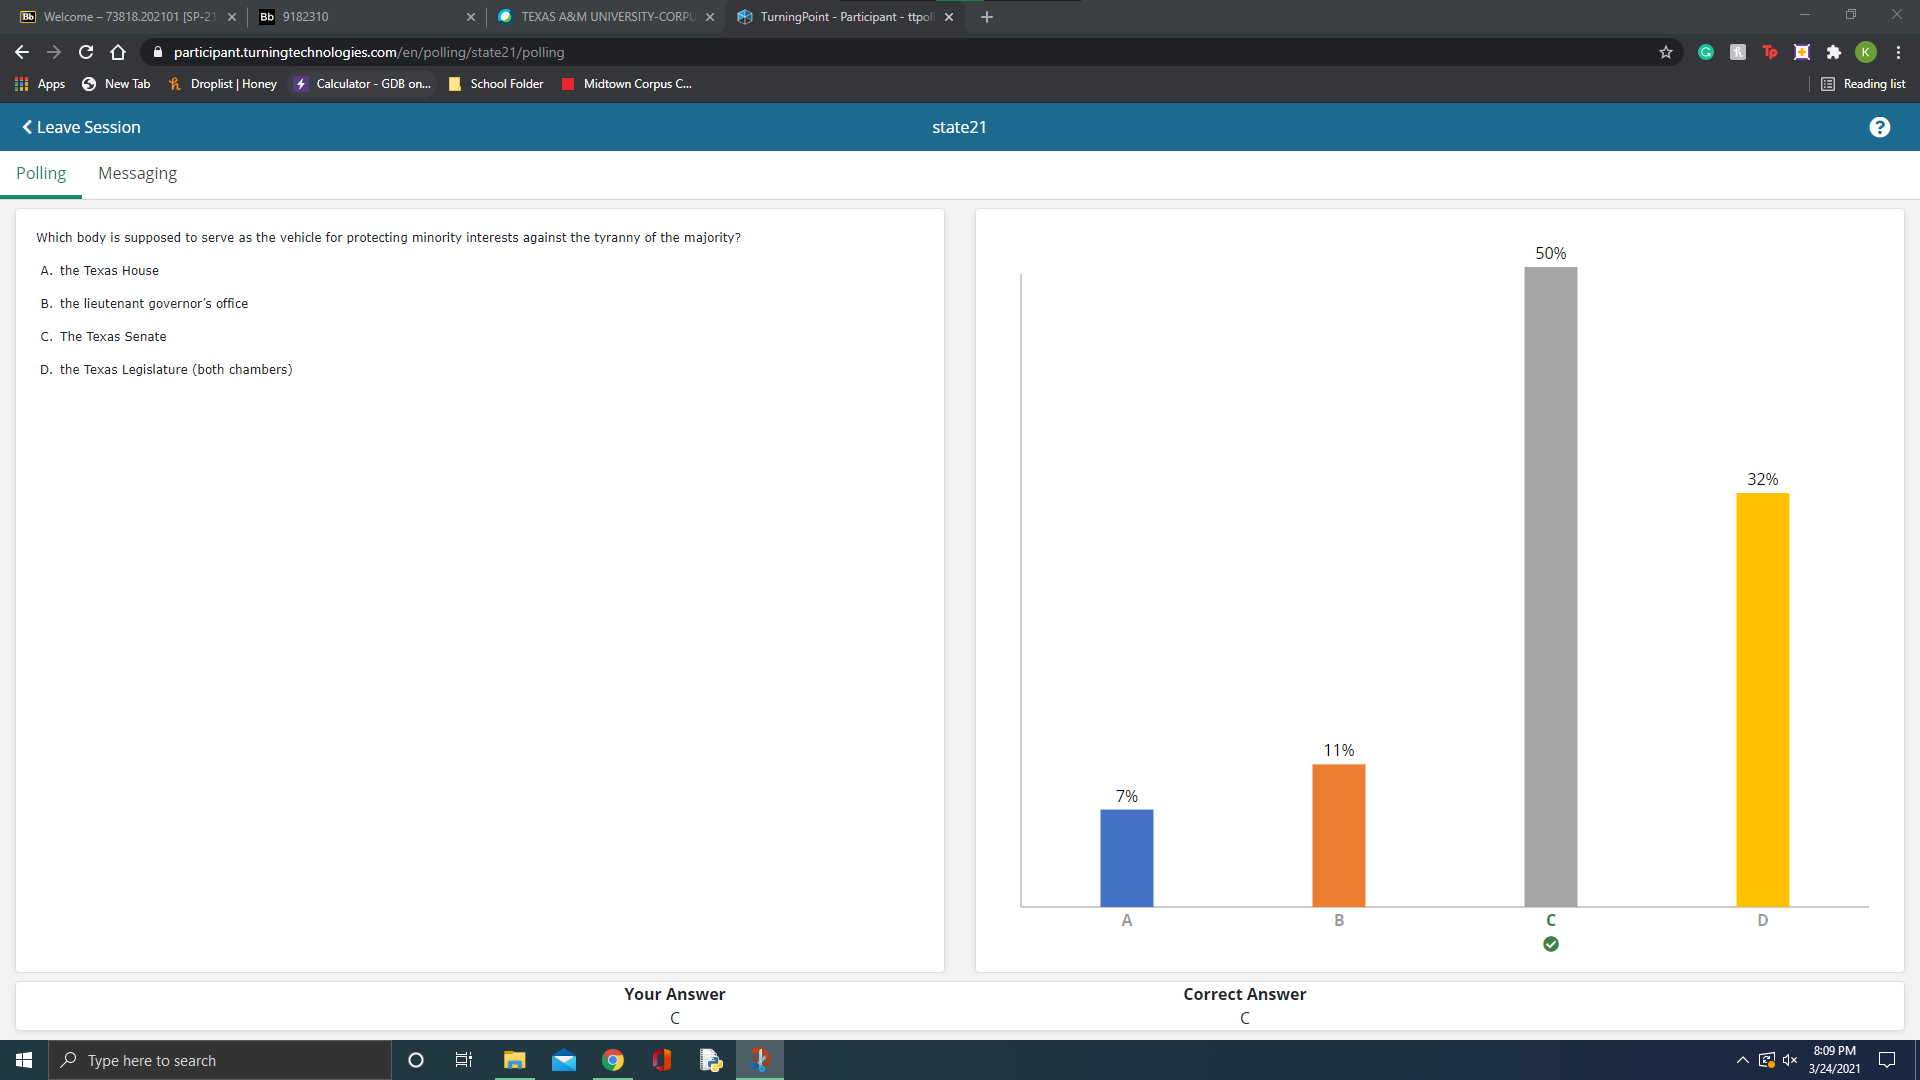 Welcome – 73818.202101 [SP-21
9182310
TEXAS A&M UNIVERSITY-CORPU
TurningPoint - Participant - ttpoll
participant.turningtechnologies.com/en/polling/state21/polling
Apps
New Tab
Droplist | Honey
Calculator - GDB on...
School Folder
Midtown Corpus C...
Reading list
Leave Session
state21
?
Polling
Messaging
Which body is supposed to serve as the vehicle for protecting minority interests against the tyranny of the majority?
A. the Texas House
B. the lieutenant governor’s office
C. The Texas Senate
D. the Texas Legislature (both chambers)
50%
32%
11%
7%
A
B
C
D
Your Answer
Correct Answer
C
C
Type here to search
8:09 PM
3/24/2021